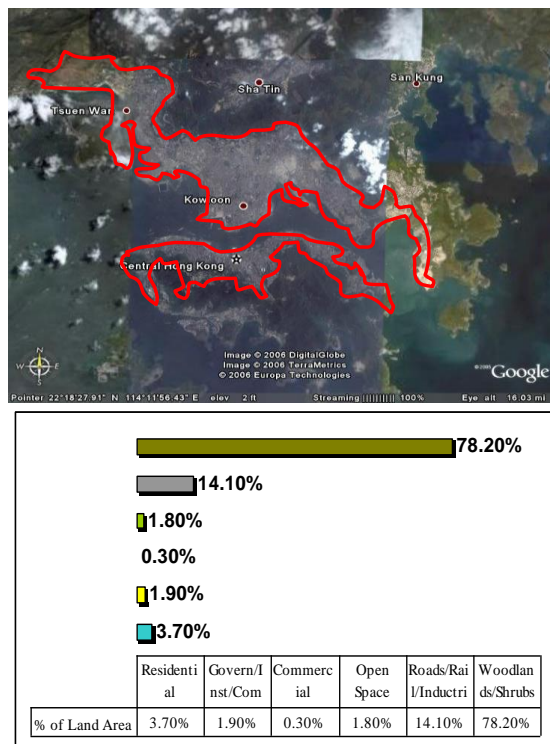 San Kung
Sha Tin
Tsuen Wan
Kowloon
Central Hong Kong
N
W E
S
Image © 2006 DigitalGlobe
Image © 2006 TerraMetrics
© 2006 Europa Technologies
© 2005 Google
Pointer 22°18'27.91" N 114°11'56.43" E elev 2 ft Streaming |||||||||| 100% Eye alt 16.03 mi
78.20%
14.10%
1.80%
0.30%
1.90%
3.70%
Residenti Govern/I Commerc Open Roads/Rai Woodlan
al nst/Com ial Space l/Inductri ds/Shrubs
% of Land Area 3.70% 1.90% 0.30% 1.80% 14.10% 78.20%